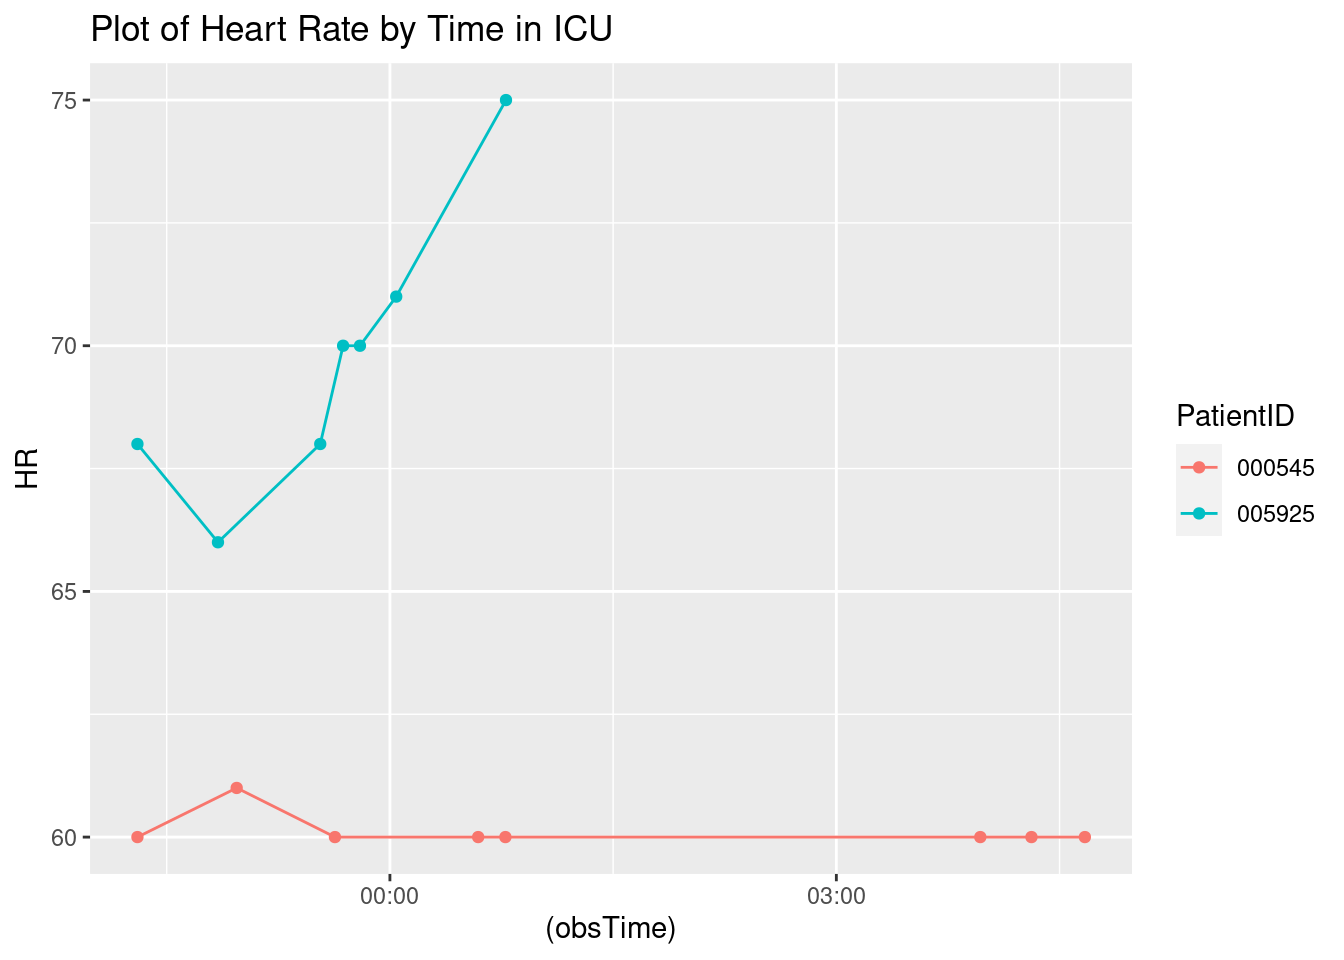 Plot of Heart Rate by Time in ICU
75
70
65
60
HR
00:00
03:00
(obsTime)
PatientID
000545
005925